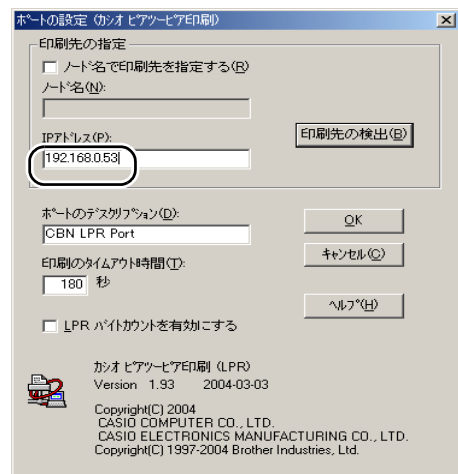 ポートの設定 (カシオ ピアツーピア印刷)
印刷先の指定
ノード名で印刷先を指定する(R)
ノード名(N):
IPアドレス(P):
印刷先の検出(B)
192.168.0.53
ポートのデスクリプション(D):
OK
CBN LPR Port
キャンセル(C)
印刷のタイムアウト時間(T):
180 秒
ヘルプ(H)
LPR バイトカウントを有効にする
カシオ ピアツーピア印刷 (LPR)
Version 1.93 2004-03-03
Copyright(C) 2004
CASIO COMPUTER CO., LTD.
CASIO ELECTRONICS MANUFACTURING CO., LTD.
Copyright(C) 1997-2004 Brother Industries, Ltd.